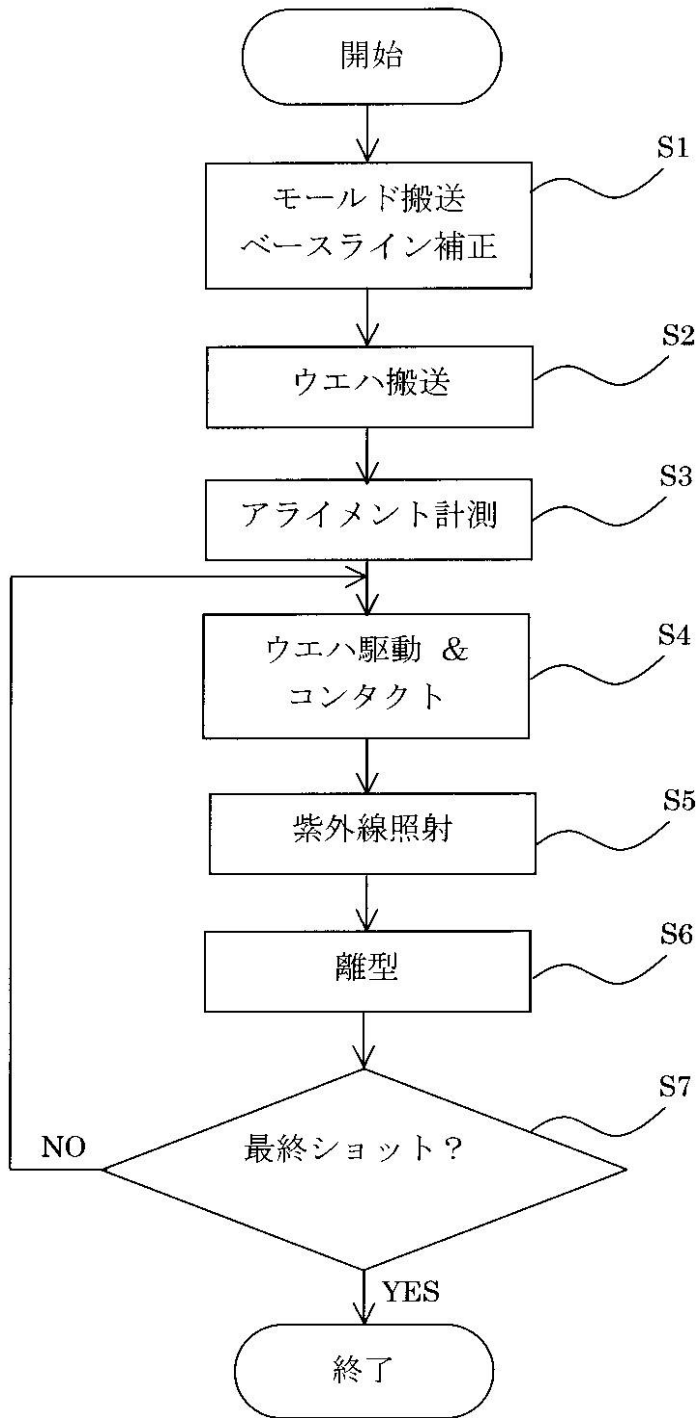 開始
S1
モールド搬送
ベースライン補正
S2
ウエハ搬送
S3
アライメント計測
S4
ウエハ駆動 &
コンタクト
S5
紫外線照射
S6
離型
S7
最終ショット?
NO
YES
終了